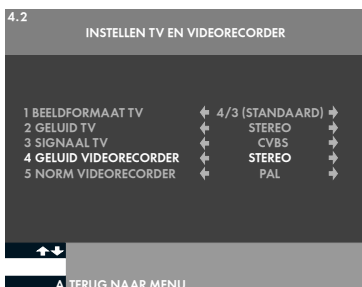 4.2
INSTELLEN TV EN VIDEORECORDER
1 BEELDFORMAAT TV 4/3 (STANDAARD)
2 GELUID TV STEREO
3 SIGNAAL TV CVBS
4 GELUID VIDEORECORDER STEREO
5 NORM VIDEORECORDER PAL
A TERUG NAAR MENU